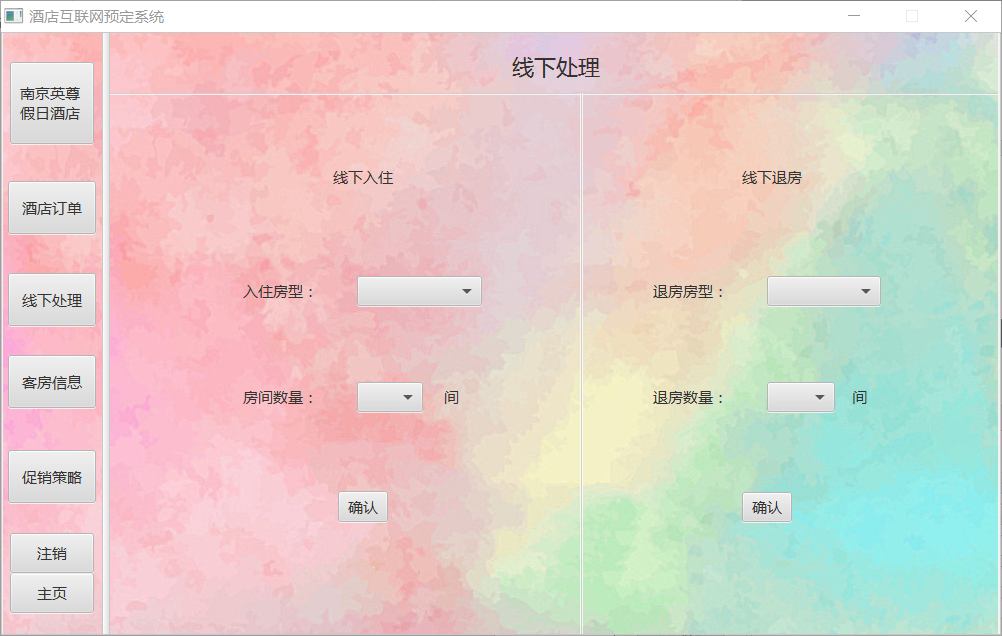 酒店互联网预定系统
南京英尊
假日酒店
酒店订单
线下处理
客房信息
促销策略
注销
主页
线下处理
线下入住
入住房型：
房间数量： 间
确认
线下退房
退房房型：
退房数量： 间
确认